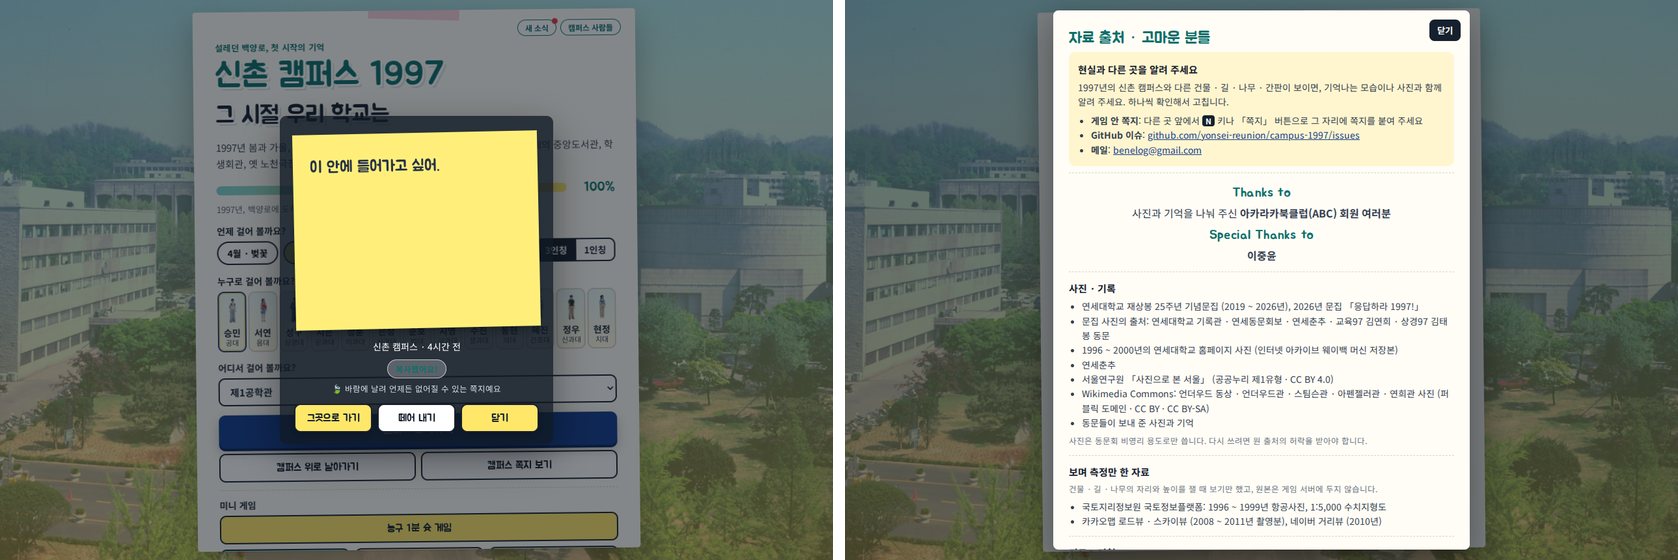 새 소식
캠퍼스 사람들
설레던 백양로, 첫 시작의 기억
신촌 캠퍼스 1997
그 시절 우리 학교는
1997년 봄과 가을
중앙도서관, 학
생회관, 옛 노천
100%
언제 걸어 볼까요?
4월 · 벚꽃
3인칭
1인칭
누구로 걸어 볼까요?
승민
공대
서연
음대
정우
신과대
현정
치대
어디서 걸어 볼까요?
제1공학관
이 안에 들어가고 싶어.
신촌 캠퍼스 · 4시간 전
복사했어요!
🍃 바람에 날려 언제든 없어질 수 있는 쪽지예요
그곳으로 가기
떼어 내기
닫기
캠퍼스 위로 날아가기
캠퍼스 쪽지 보기
미니 게임
농구 1분 슛 게임
자료 출처 · 고마운 분들
닫기
현실과 다른 곳을 알려 주세요
1997년의 신촌 캠퍼스와 다른 건물 · 길 · 나무 · 간판이 보이면, 기억나는 모습이나 사진과 함께
알려 주세요. 하나씩 확인해서 고칩니다.
• 게임 안 쪽지: 다른 곳 앞에서 N 키나 「쪽지」 버튼으로 그 자리에 쪽지를 붙여 주세요
• GitHub 이슈: github.com/yonsei-reunion/campus-1997/issues
• 메일: benelog@gmail.com
Thanks to
사진과 기억을 나눠 주신 아카라카북클럽(ABC) 회원 여러분
Special Thanks to
이중윤
사진 · 기록
• 연세대학교 재상봉 25주년 기념문집 (2019 ~ 2026년), 2026년 문집 「응답하라 1997!」
• 문집 사진의 출처: 연세대학교 기록관 · 연세동문회보 · 연세춘추 · 교육97 김연희 · 상경97 김태
봉 동문
• 1996 ~ 2000년의 연세대학교 홈페이지 사진 (인터넷 아카이브 웨이백 머신 저장본)
• 연세춘추
• 서울연구원 「사진으로 본 서울」 (공공누리 제1유형 · CC BY 4.0)
• Wikimedia Commons: 언더우드 동상 · 언더우드관 · 스팀슨관 · 아펜젤러관 · 연희관 사진 (퍼
블릭 도메인 · CC BY · CC BY-SA)
• 동문들이 보내 준 사진과 기억
사진은 동문회 비영리 용도로만 씁니다. 다시 쓰려면 원 출처의 허락을 받아야 합니다.
보며 측정만 한 자료
건물 · 길 · 나무의 자리와 높이를 잴 때 보기만 했고, 원본은 게임 서버에 두지 않습니다.
• 국토지리정보원 국토정보플랫폼: 1996 ~ 1999년 항공사진, 1:5,000 수치지형도
• 카카오맵 로드뷰 · 스카이뷰 (2008 ~ 2011년 촬영분), 네이버 거리뷰 (2010년)